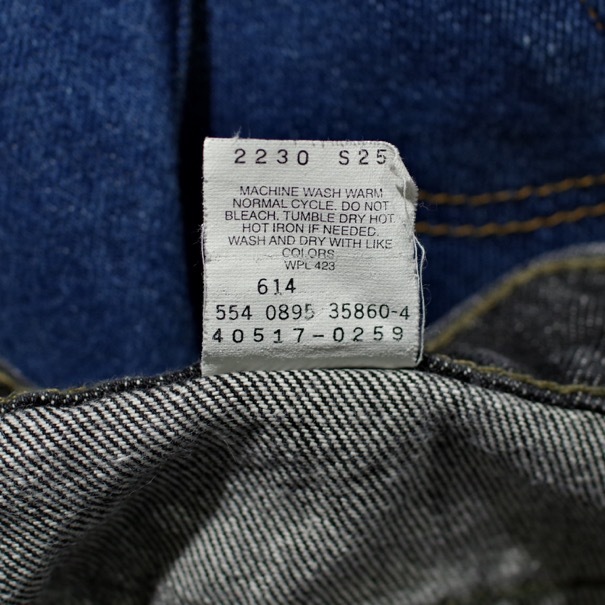 2230 S25
MACHINE WASH WARM
NORMAL CYCLE. DO NOT
BLEACH. TUMBLE DRY HOT
HOT IRON IF NEEDED.
WASH AND DRY WITH LIKE
COLORS
WPL 423
614
554 0895 35860-4
40517-0259